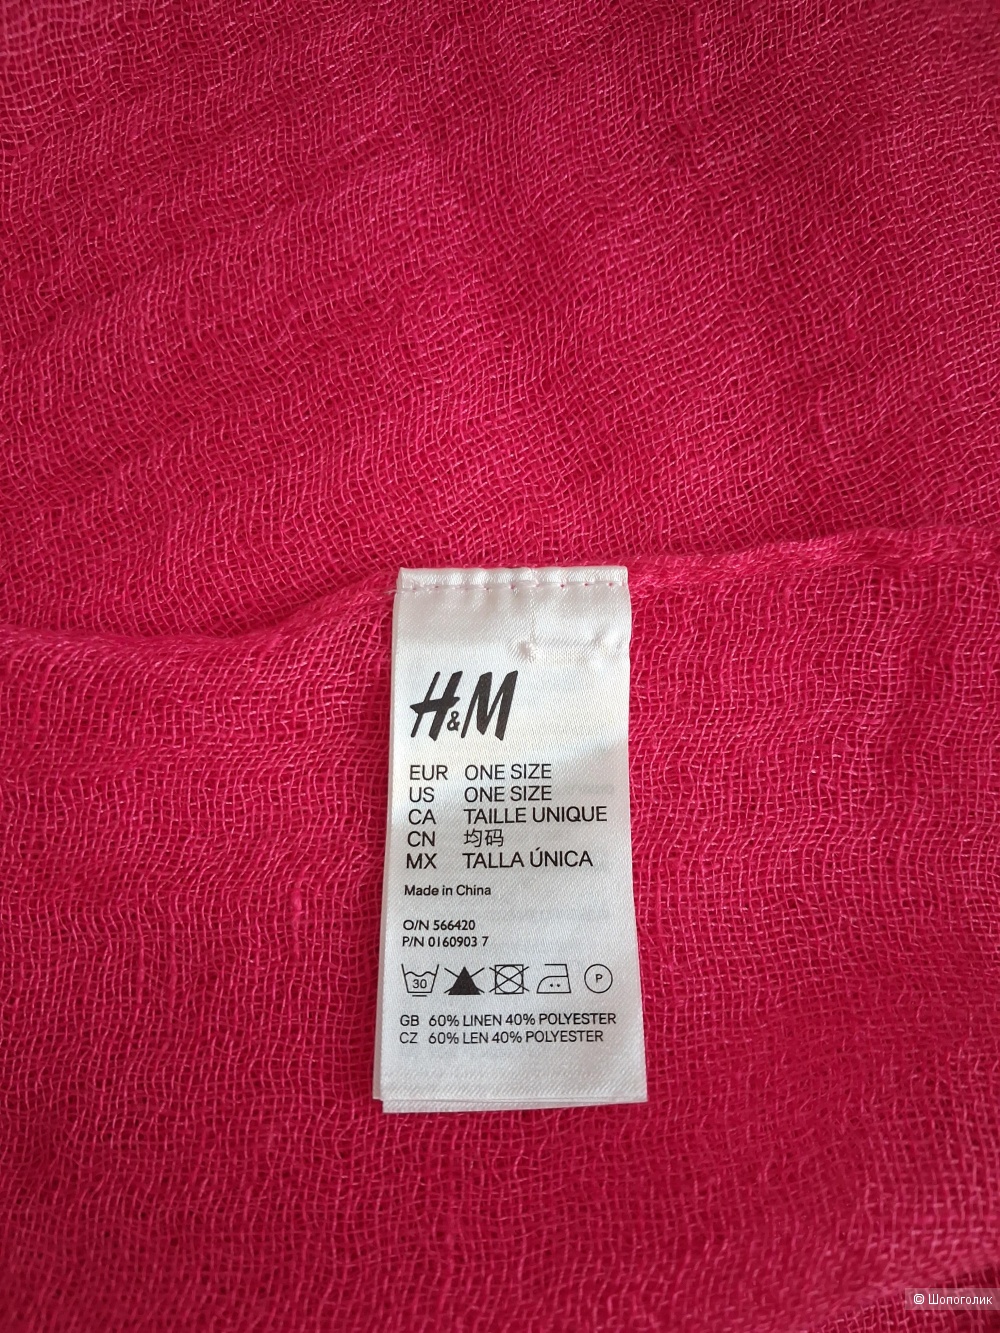 H&M
EUR ONE SIZE
US ONE SIZE
CA TAILLE UNIQUE
CN 均码
MX TALLA ÚNICA
Made in China
O/N 566420
P/N 0160903 7
30 P
GB 60% LINEN 40% POLYESTER
CZ 60% LEN 40% POLYESTER
© Шопоголик